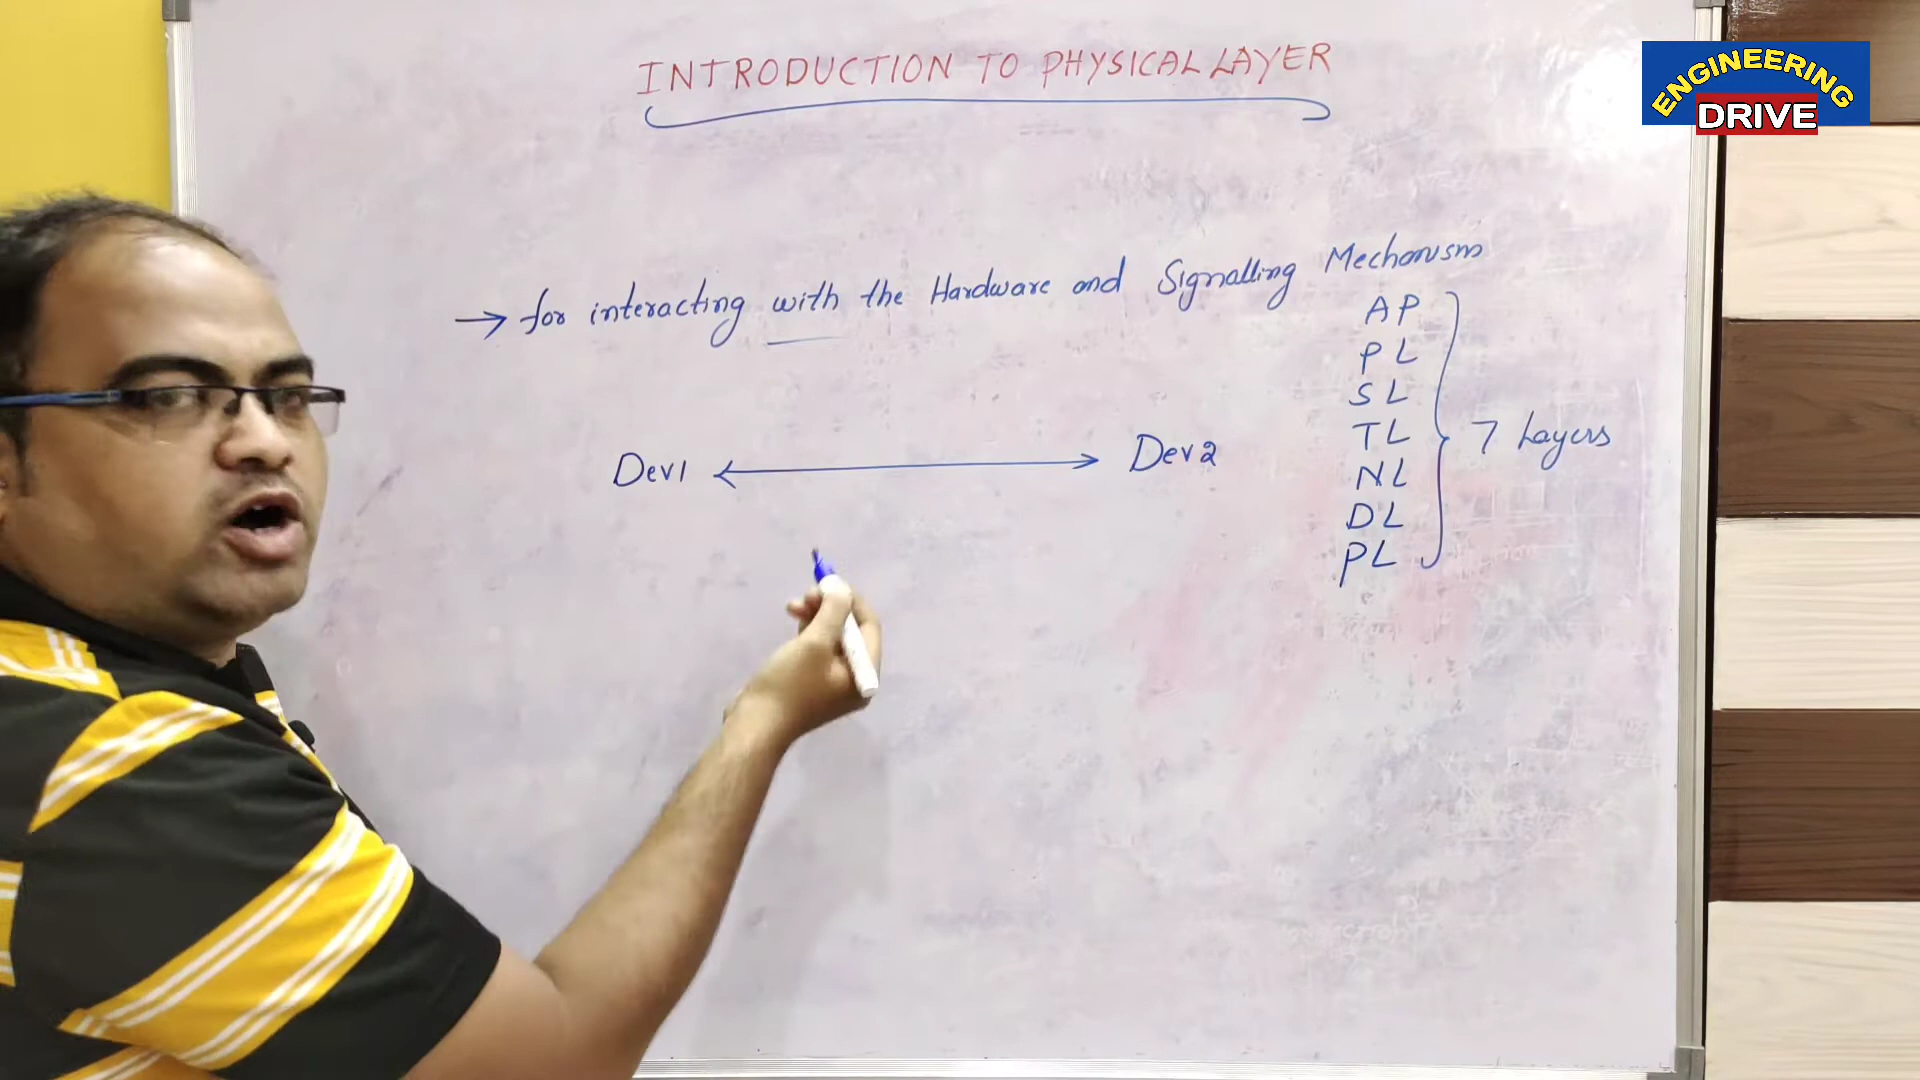 INTRODUCTION TO PHYSICAL LAYER
ENGINEERING
DRIVE
→ for interacting with the Hardware and Signalling Mechanism
AP
PL
SL
TL
NL
DL
PL
7 Layers
Dev1
Dev2